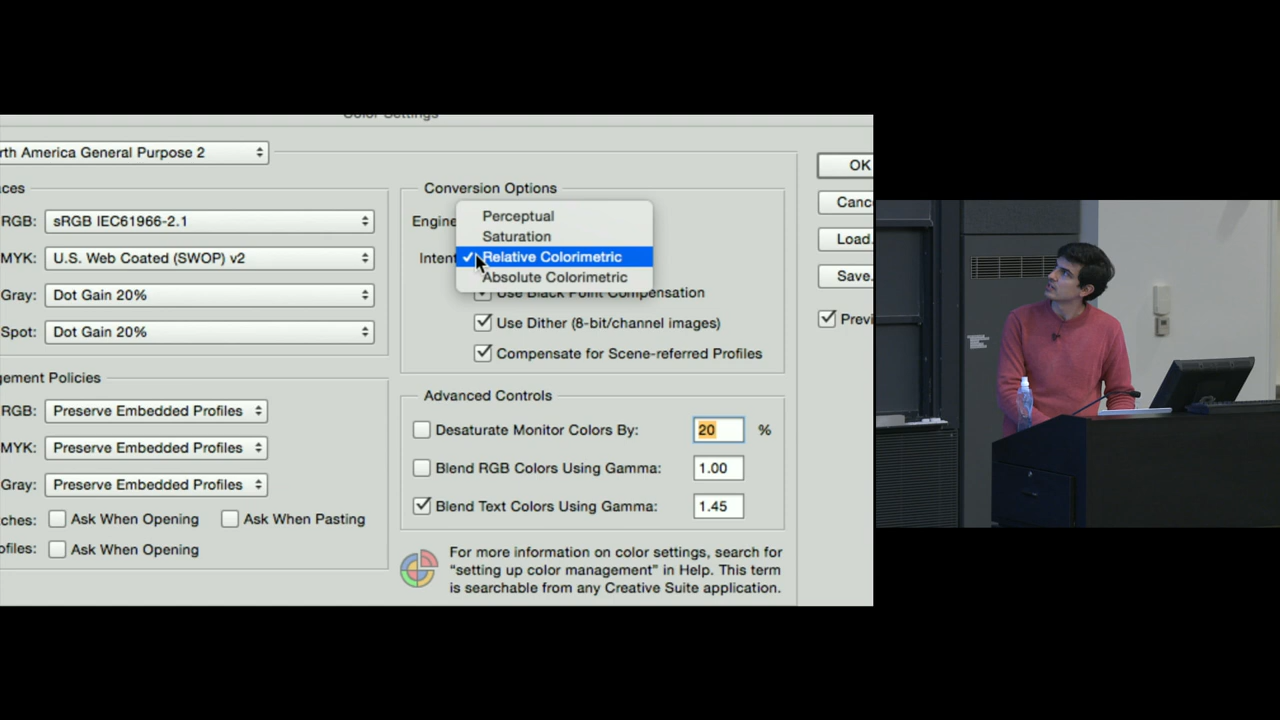 Color Settings
rth America General Purpose 2
OK
aces
Conversion Options
RGB: sRGB IEC61966-2.1
Engine
Perceptual
Canc
Saturation
MYK: U.S. Web Coated (SWOP) v2
Intent
Relative Colorimetric
Load.
Absolute Colorimetric
Save.
Gray: Dot Gain 20%
Use Black Point Compensation
Spot: Dot Gain 20%
Use Dither (8-bit/channel images)
Previ
Compensate for Scene-referred Profiles
gement Policies
Advanced Controls
RGB: Preserve Embedded Profiles
Desaturate Monitor Colors By: 20 %
MYK: Preserve Embedded Profiles
Blend RGB Colors Using Gamma: 1.00
Gray: Preserve Embedded Profiles
Blend Text Colors Using Gamma: 1.45
tches: Ask When Opening Ask When Pasting
ofiles: Ask When Opening
For more information on color settings, search for
“setting up color management” in Help. This term
is searchable from any Creative Suite application.